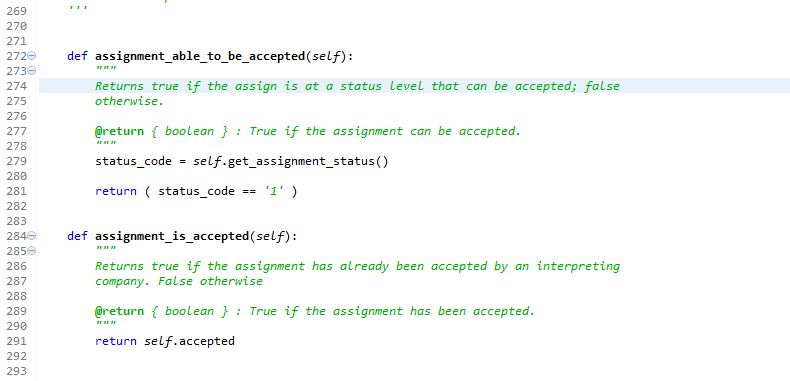 269 '''
270
271
272 def assignment_able_to_be_accepted(self):
273 """
274 Returns true if the assign is at a status level that can be accepted; false
275 otherwise.
276
277 @return { boolean } : True if the assignment can be accepted.
278 """
279 status_code = self.get_assignment_status()
280
281 return ( status_code == '1' )
282
283
284 def assignment_is_accepted(self):
285 """
286 Returns true if the assignment has already been accepted by an interpreting
287 company. False otherwise
288
289 @return { boolean } : True if the assignment has been accepted.
290 """
291 return self.accepted
292
293